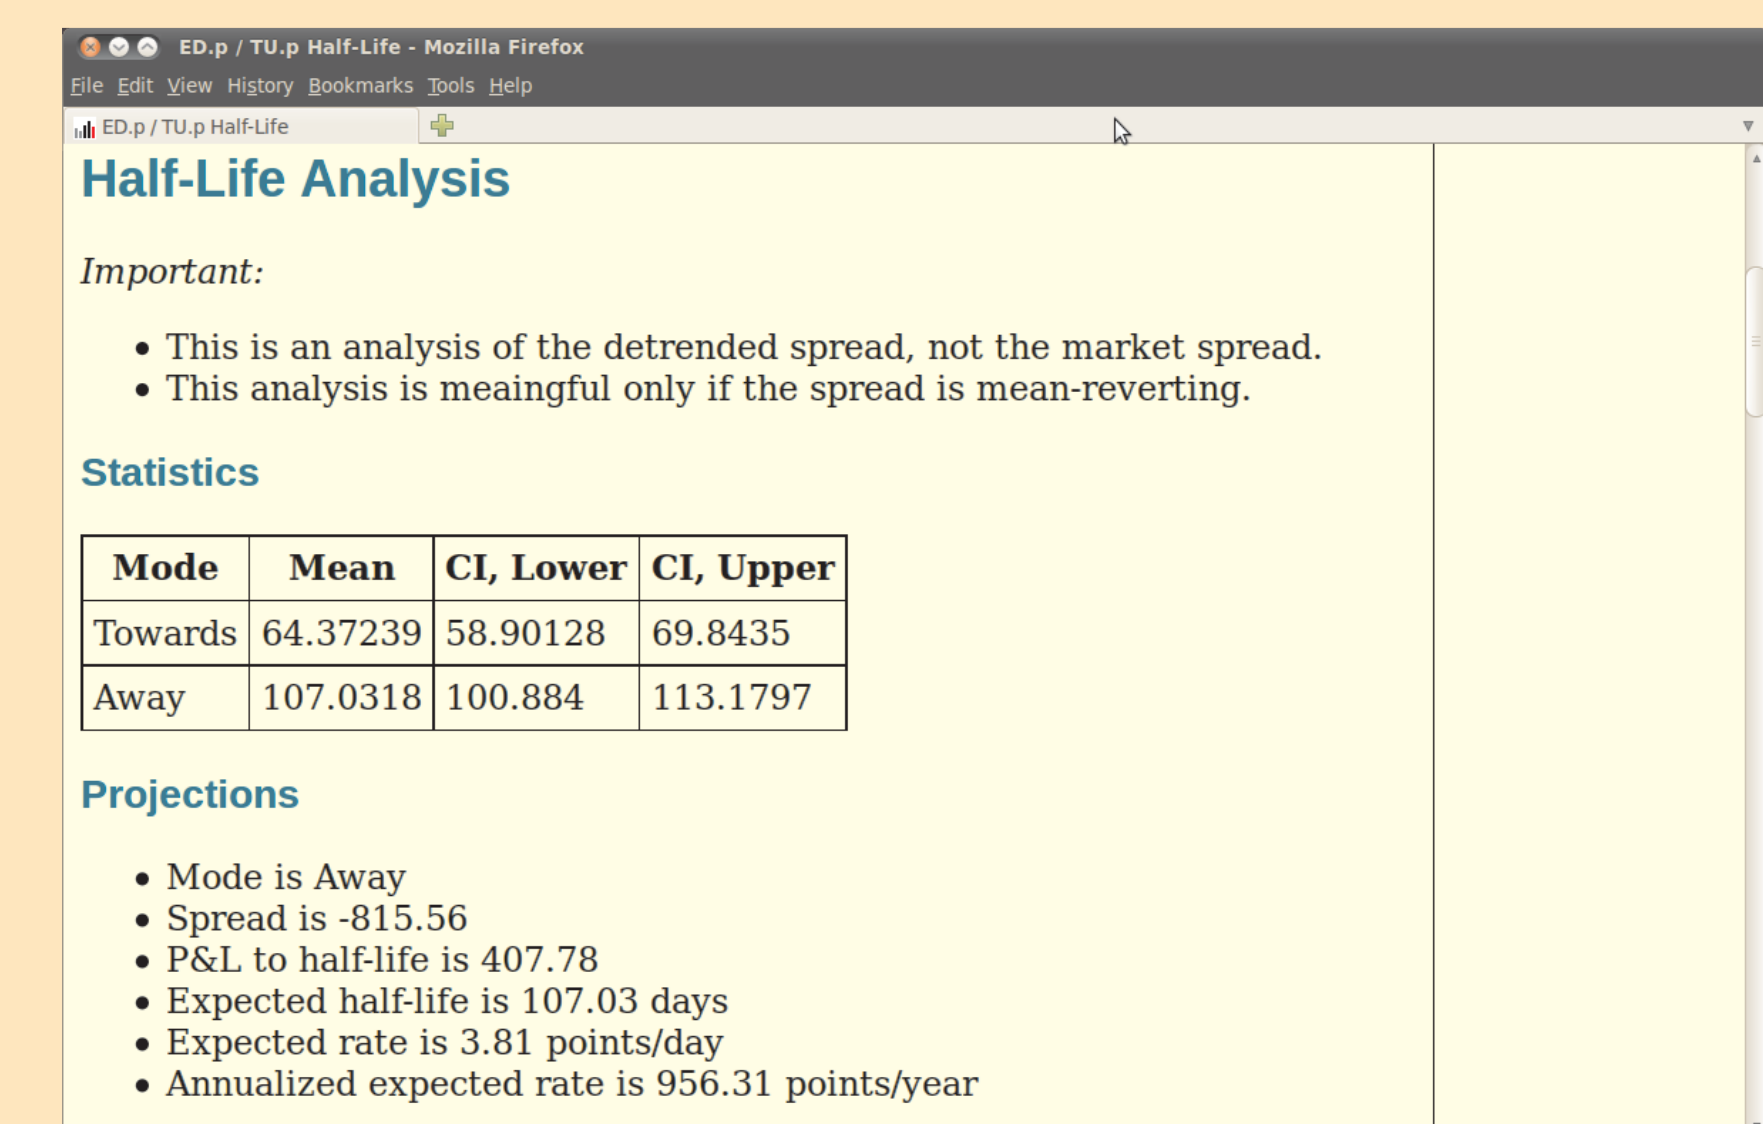 ED.p / TU.p Half-Life - Mozilla Firefox
File Edit View History Bookmarks Tools Help
ED.p / TU.p Half-Life
Half-Life Analysis
Important:
• This is an analysis of the detrended spread, not the market spread.
• This analysis is meaingful only if the spread is mean-reverting.
Statistics
Mode Mean CI, Lower CI, Upper
Towards 64.37239 58.90128 69.8435
Away 107.0318 100.884 113.1797
Projections
• Mode is Away
• Spread is -815.56
• P&L to half-life is 407.78
• Expected half-life is 107.03 days
• Expected rate is 3.81 points/day
• Annualized expected rate is 956.31 points/year